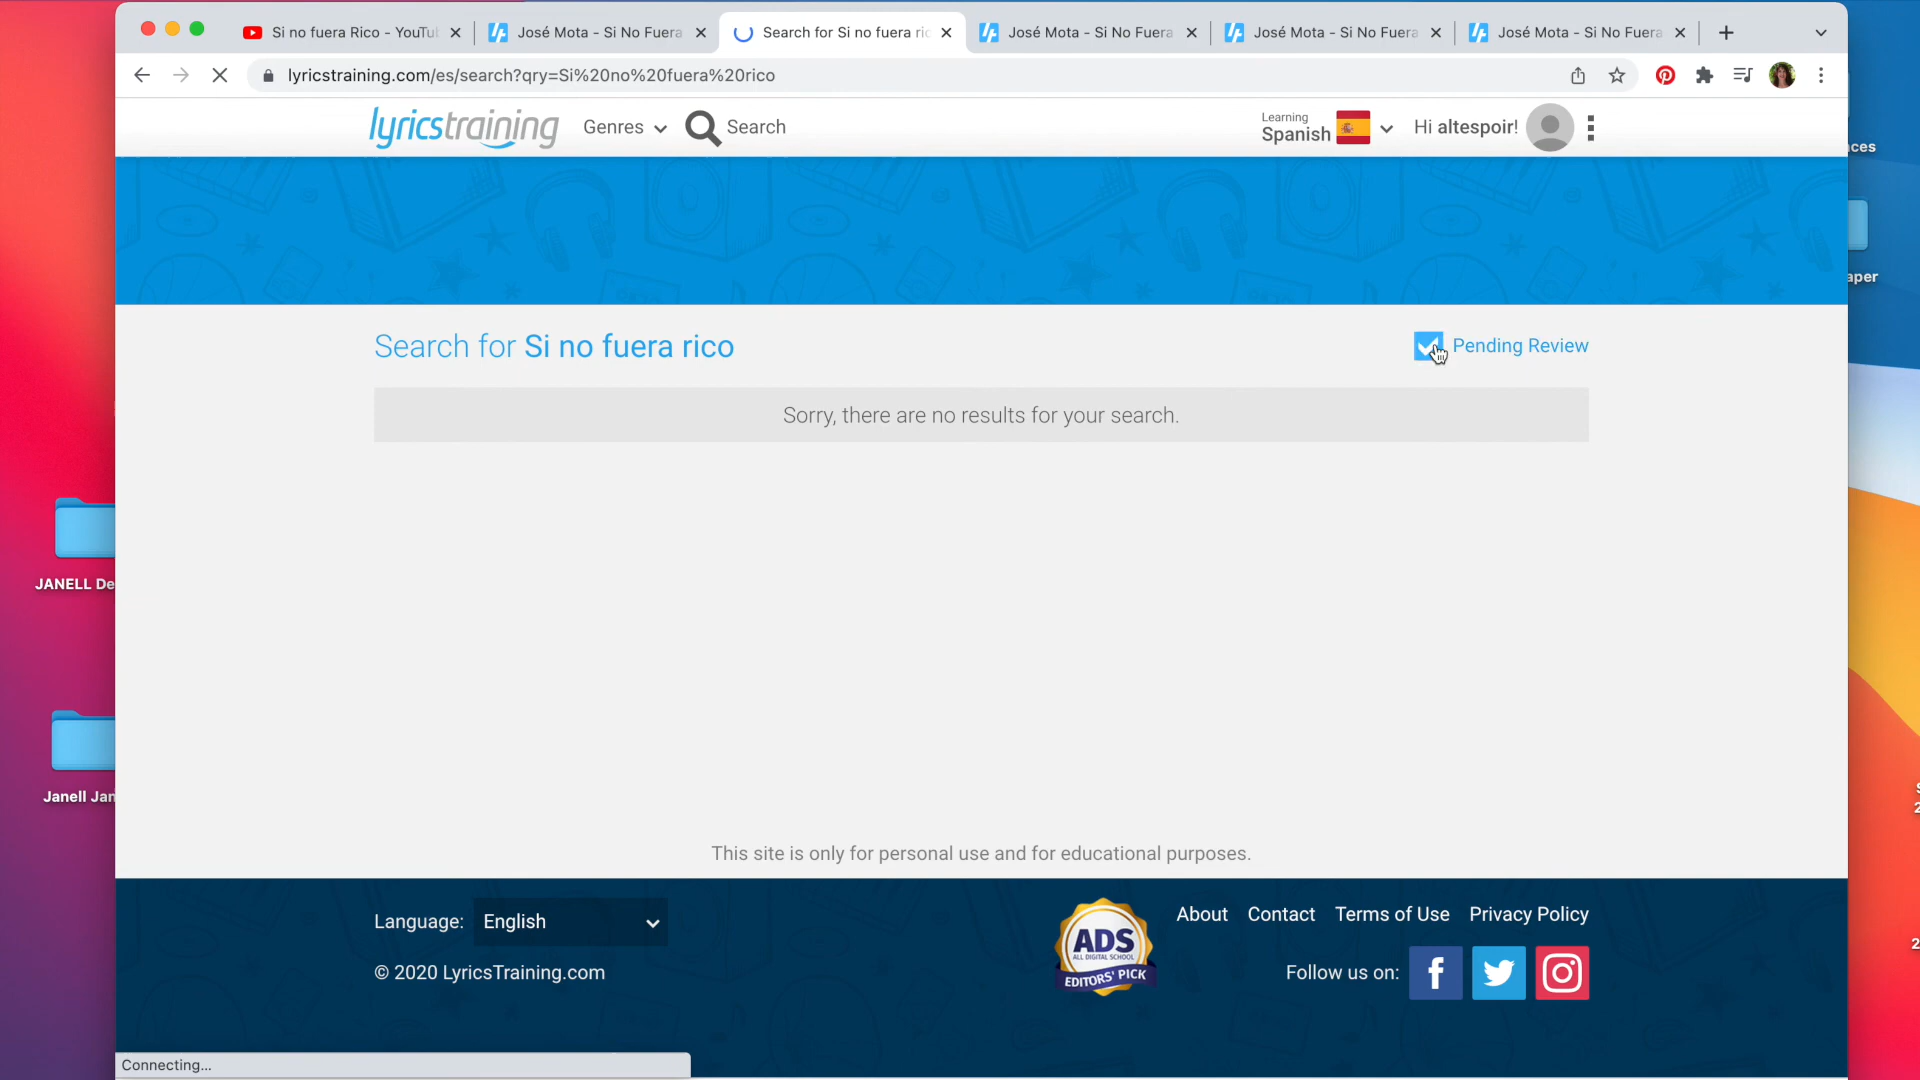 Si no fuera Rico - YouTu
José Mota - Si No Fuera
Search for Si no fuera ric
José Mota - Si No Fuera
José Mota - Si No Fuera
José Mota - Si No Fuera
lyricstraining.com/es/search?qry=Si%20no%20fuera%20rico
lyricstraining
Genres
Search
Learning
Spanish
Hi altespoir!
Search for Si no fuera rico
Pending Review
Sorry, there are no results for your search.
This site is only for personal use and for educational purposes.
Language: English
© 2020 LyricsTraining.com
ADS
ALL DIGITAL SCHOOL
EDITORS' PICK
About Contact Terms of Use Privacy Policy
Follow us on:
Connecting...
JANELL De
Janell Jan
ces
aper